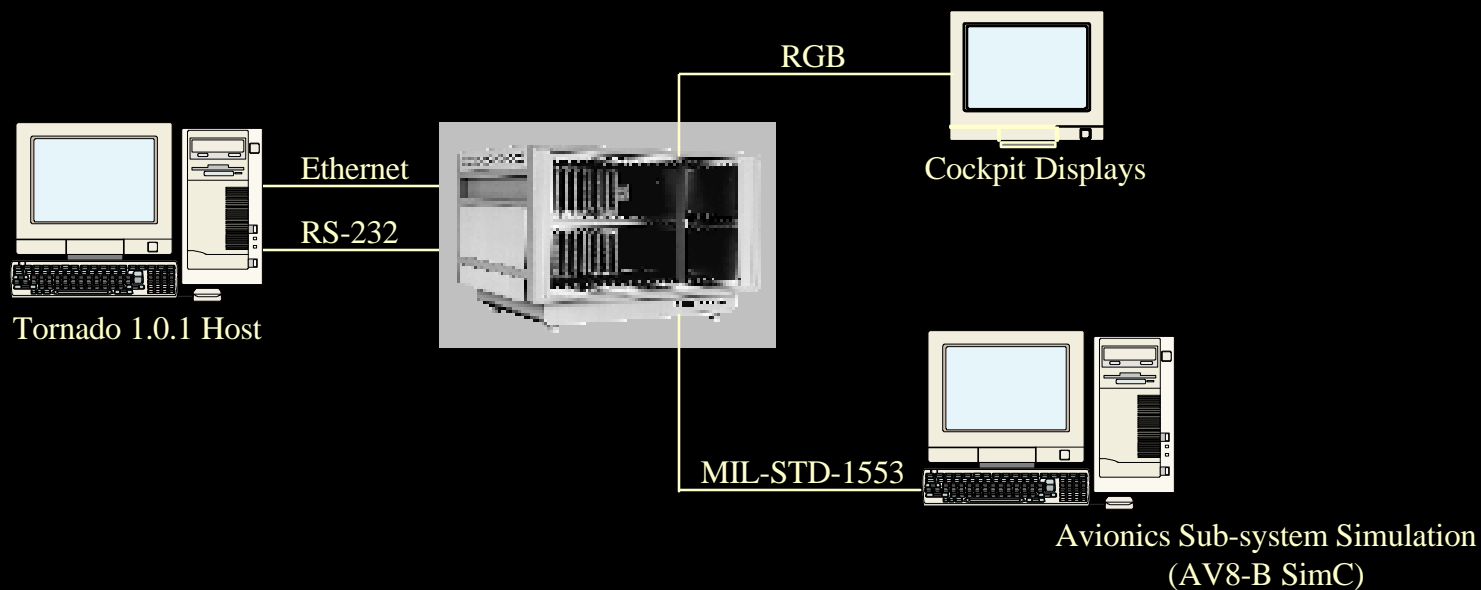 RGB
Ethernet
Cockpit Displays
RS-232
Tornado 1.0.1 Host
MIL-STD-1553
Avionics Sub-system Simulation
(AV8-B SimC)